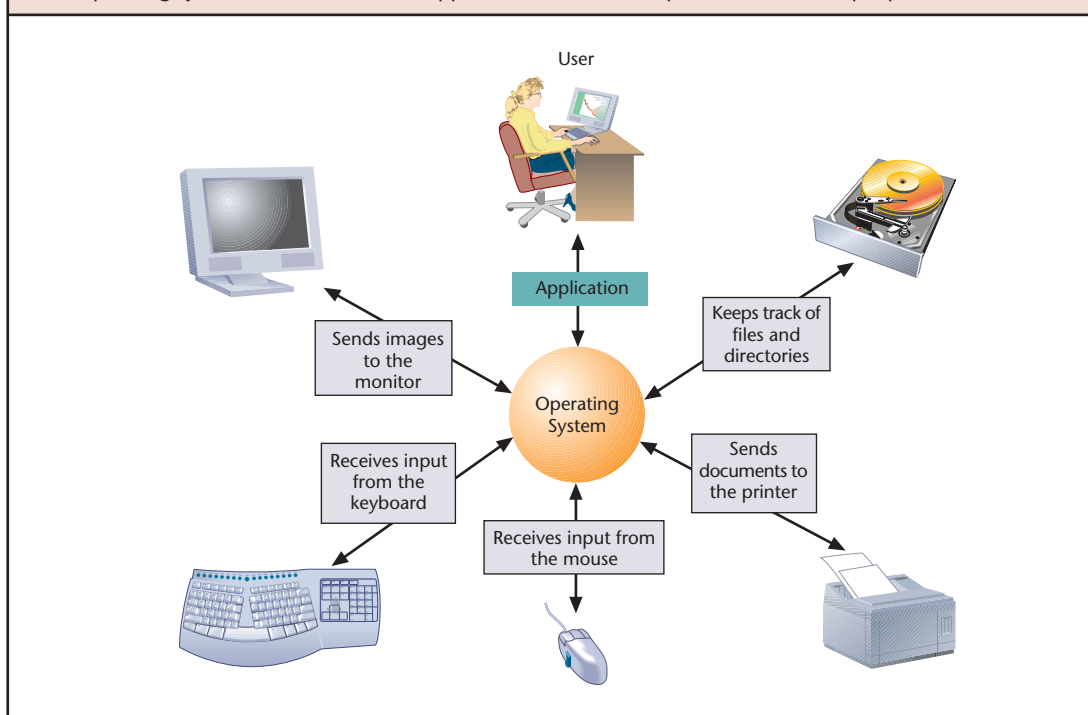 User
Application
Sends images
to the
monitor
Keeps track of
files and
directories
Operating
System
Receives input
from the
keyboard
Sends
documents to
the printer
Receives input from
the mouse